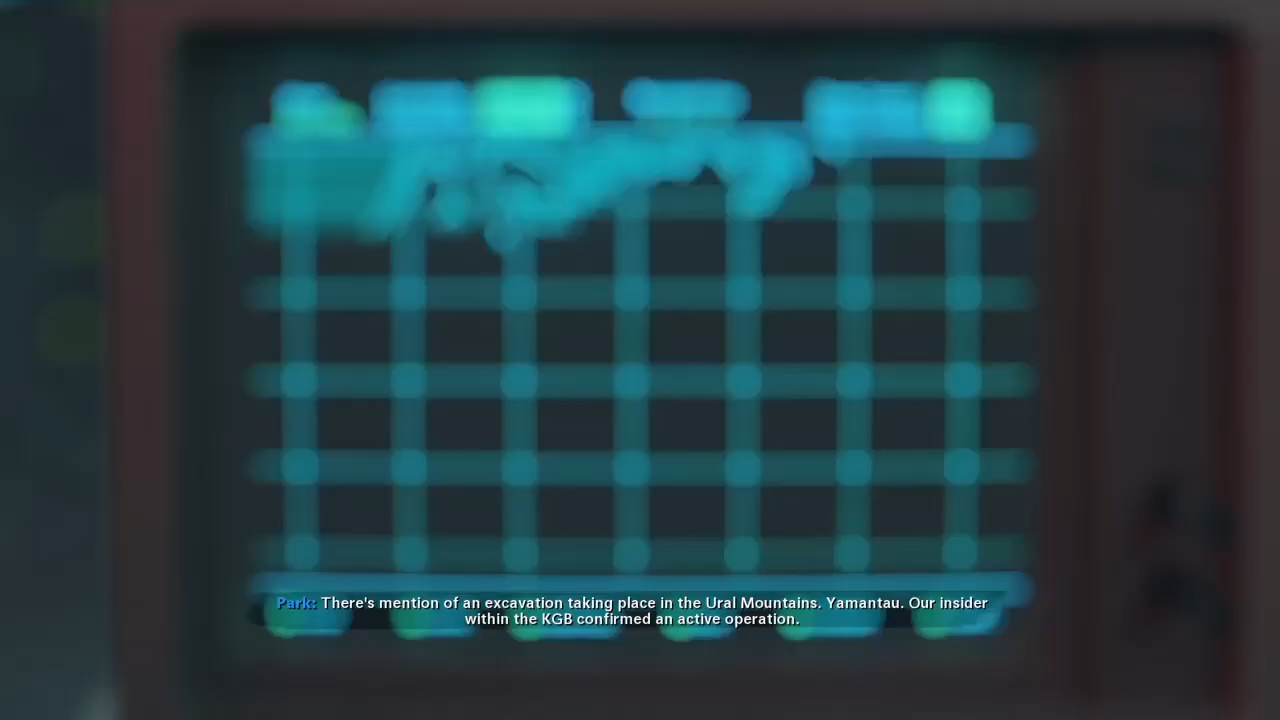 Park: There's mention of an excavation taking place in the Ural Mountains. Yamantau. Our insider
within the KGB confirmed an active operation.